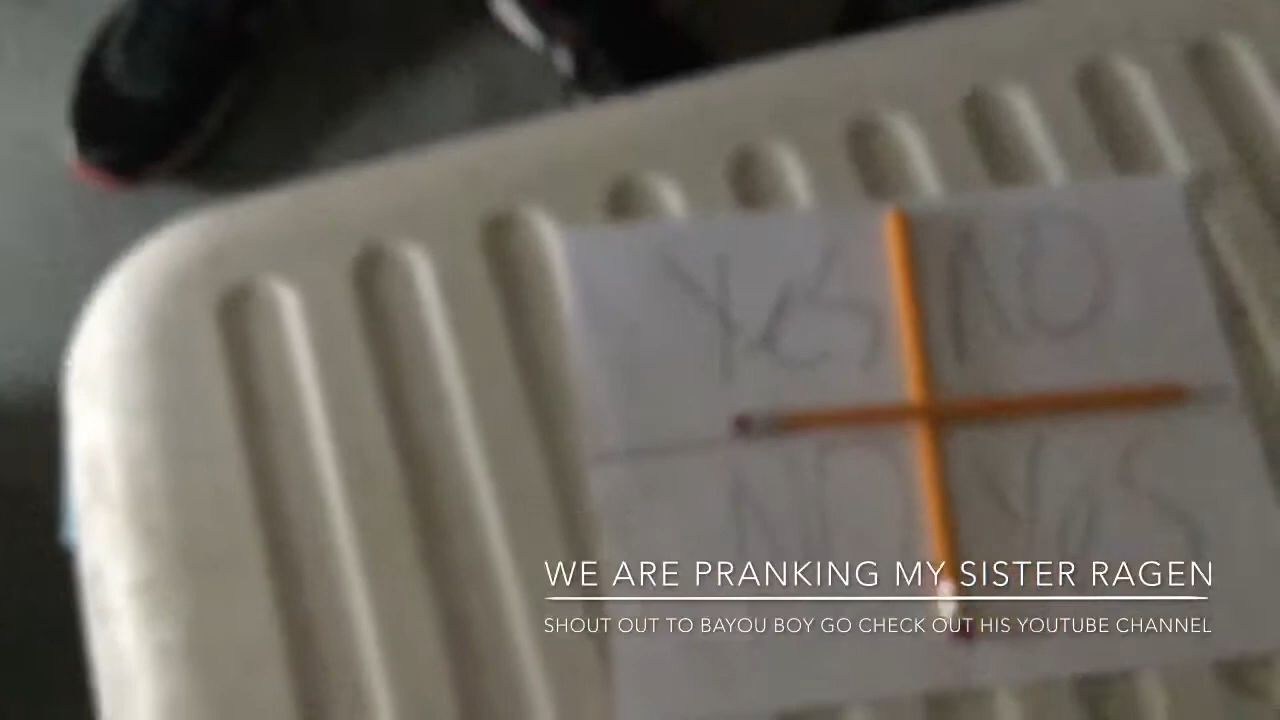 YES NO
NO YES
WE ARE PRANKING MY SISTER RAGEN
SHOUT OUT TO BAYOU BOY GO CHECK OUT HIS YOUTUBE CHANNEL